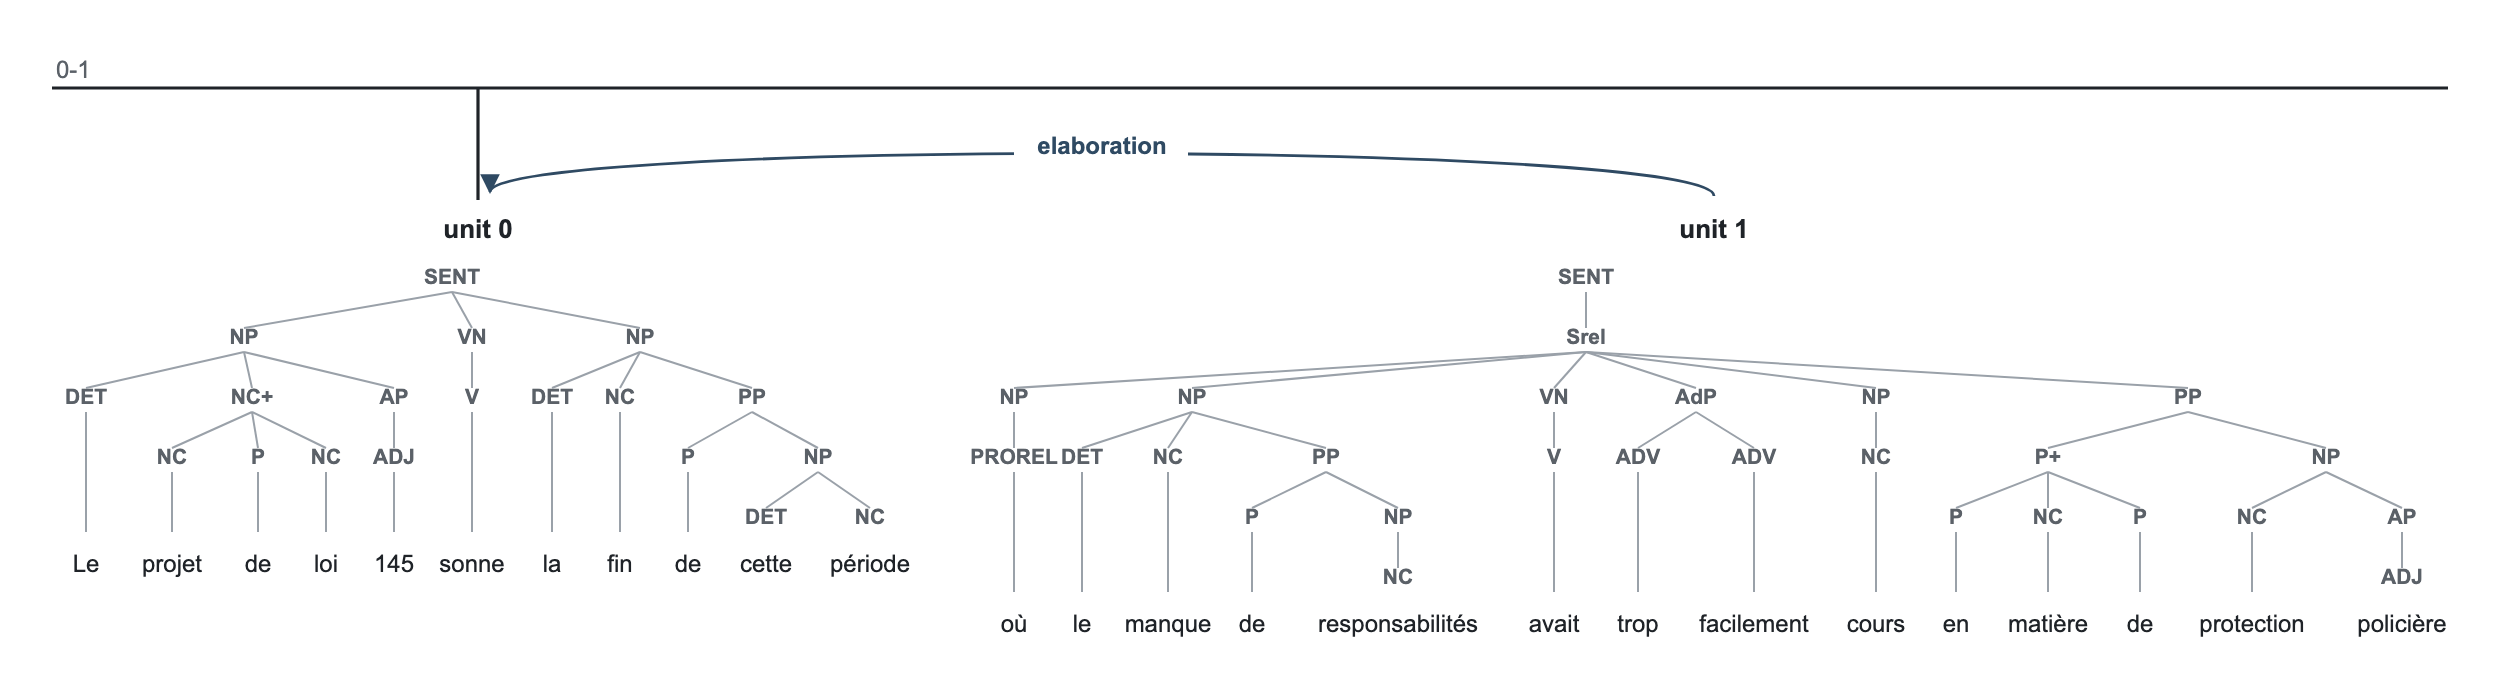 0-1
elaboration
unit 0 unit 1
SENT SENT
NP VN NP Srel
DET NC+ AP V DET NC PP NP NP VN AdP NP PP
NC P NC ADJ P NP PROREL DET NC PP V ADV ADV NC P+ NP
DET NC P NP P NC P NC AP
Le projet de loi 145 sonne la fin de cette période
NC ADJ
où le manque de responsabilités avait trop facilement cours en matière de protection policière